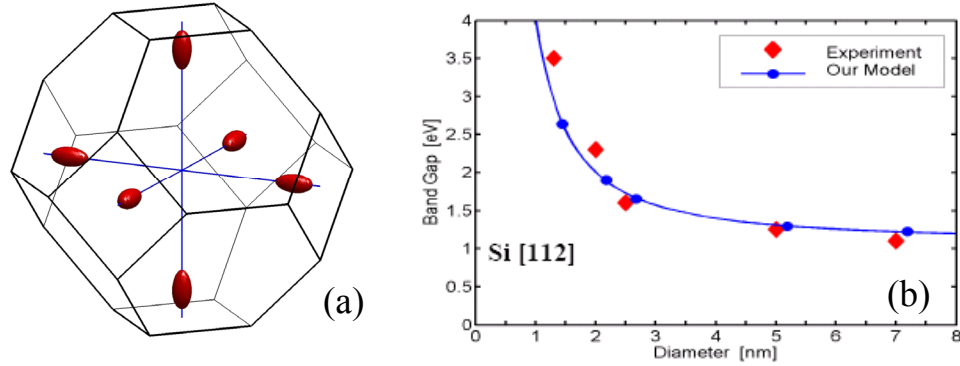 (a)
4
3.5
3
2.5
2
1.5
1
0.5
0
Band Gap [eV]
Experiment
Our Model
Si [112]
(b)
0 1 2 3 4 5 6 7 8
Diameter [nm]